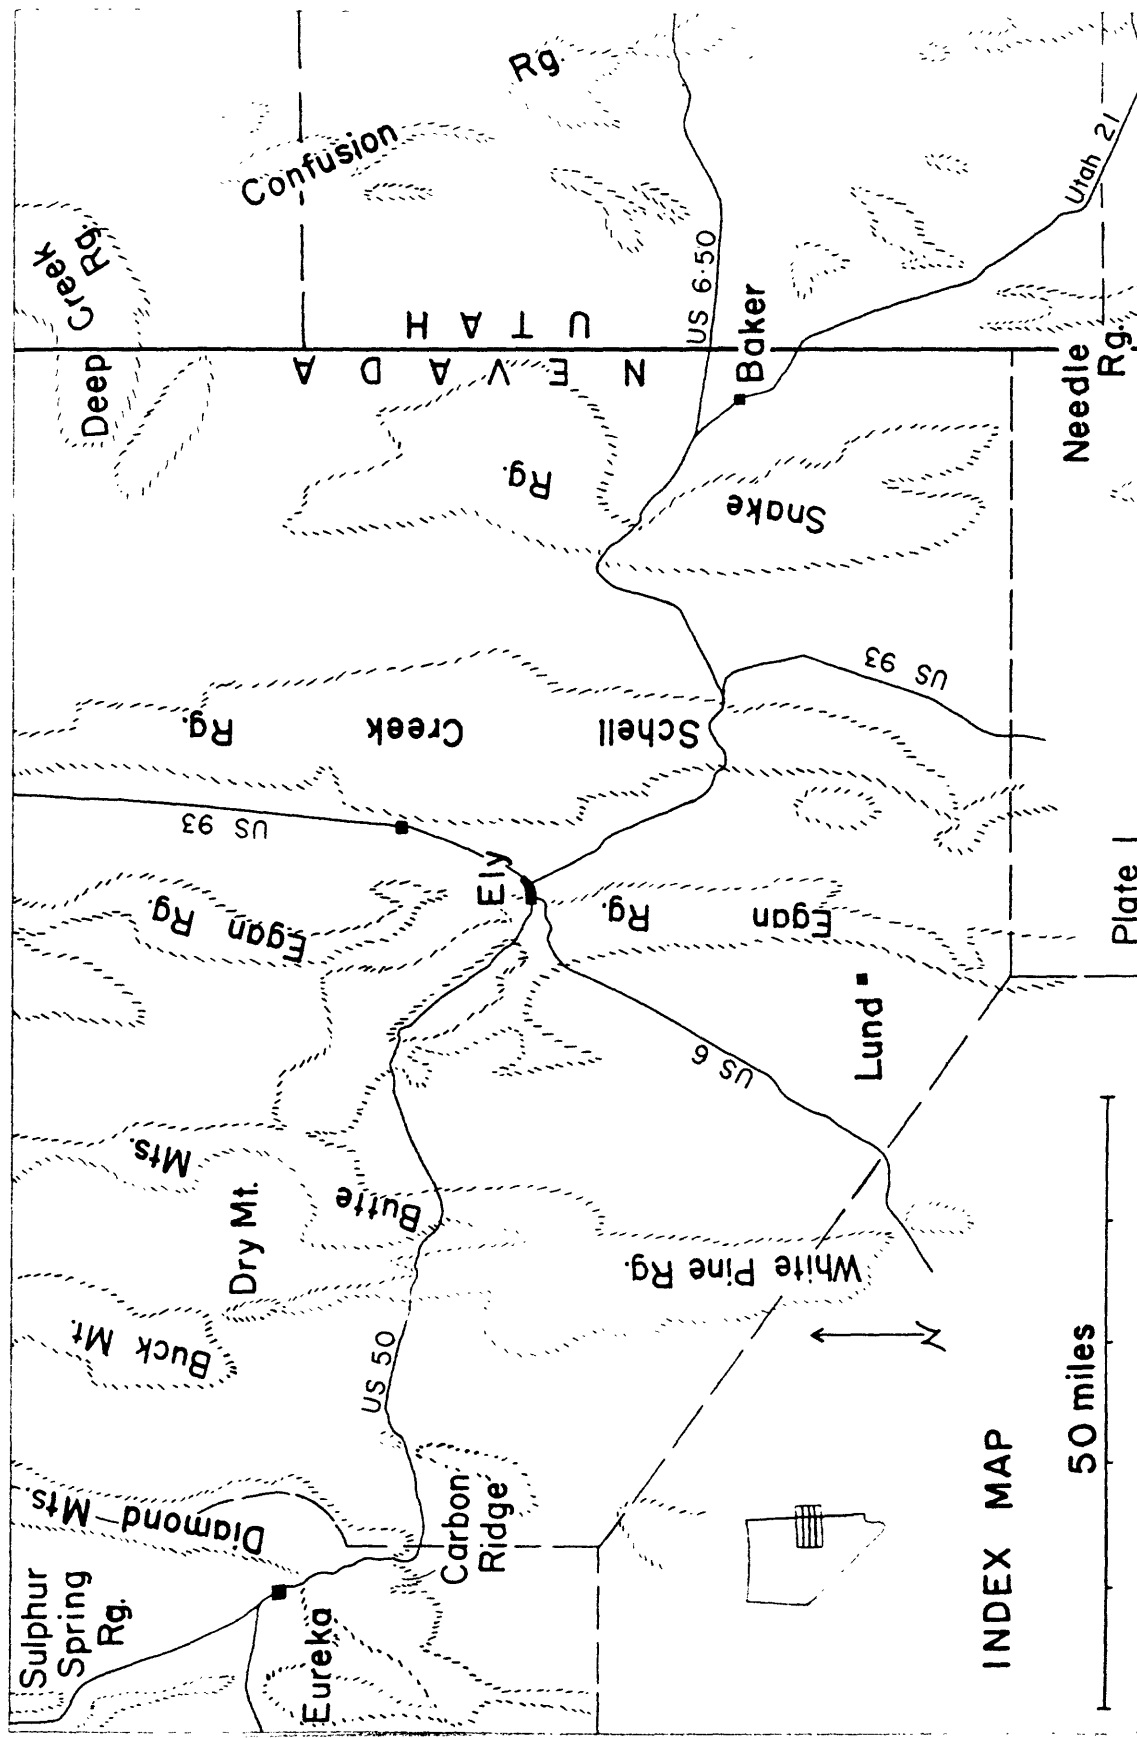 Sulphur
Spring
Rg.
Diamond Mts.
Eureka
Carbon
Ridge
Buck Mt.
US 50
Dry Mt.
Butte Mts.
White Pine Rg.
US 6
Lund
Egan Rg.
Egan Rg.
Ely
US 93
Schell Creek Rg.
US 93
Snake Rg.
Deep Creek
Rg.
NEVADA
UTAH
Baker
US 6·50
Needle
Rg.
Utah 21
Confusion Rg.
INDEX MAP
50 miles
Plate 1